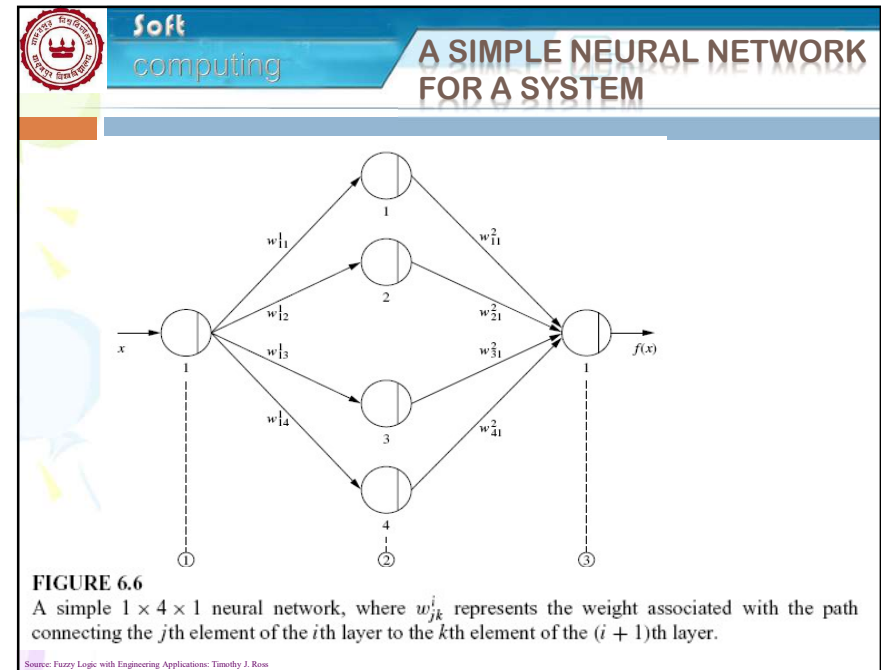 Soft
computing
A SIMPLE NEURAL NETWORK
FOR A SYSTEM
1
w¹₁₁
w²₁₁
2
w¹₁₂
w²₂₁
x
1
w¹₁₃
w²₃₁
1
f(x)
w¹₁₄
3
w²₄₁
4
①
②
③
FIGURE 6.6
A simple 1 × 4 × 1 neural network, where wⁱⱼₖ represents the weight associated with the path
connecting the jth element of the ith layer to the kth element of the (i + 1)th layer.
Source: Fuzzy Logic with Engineering Applications: Timothy J. Ross